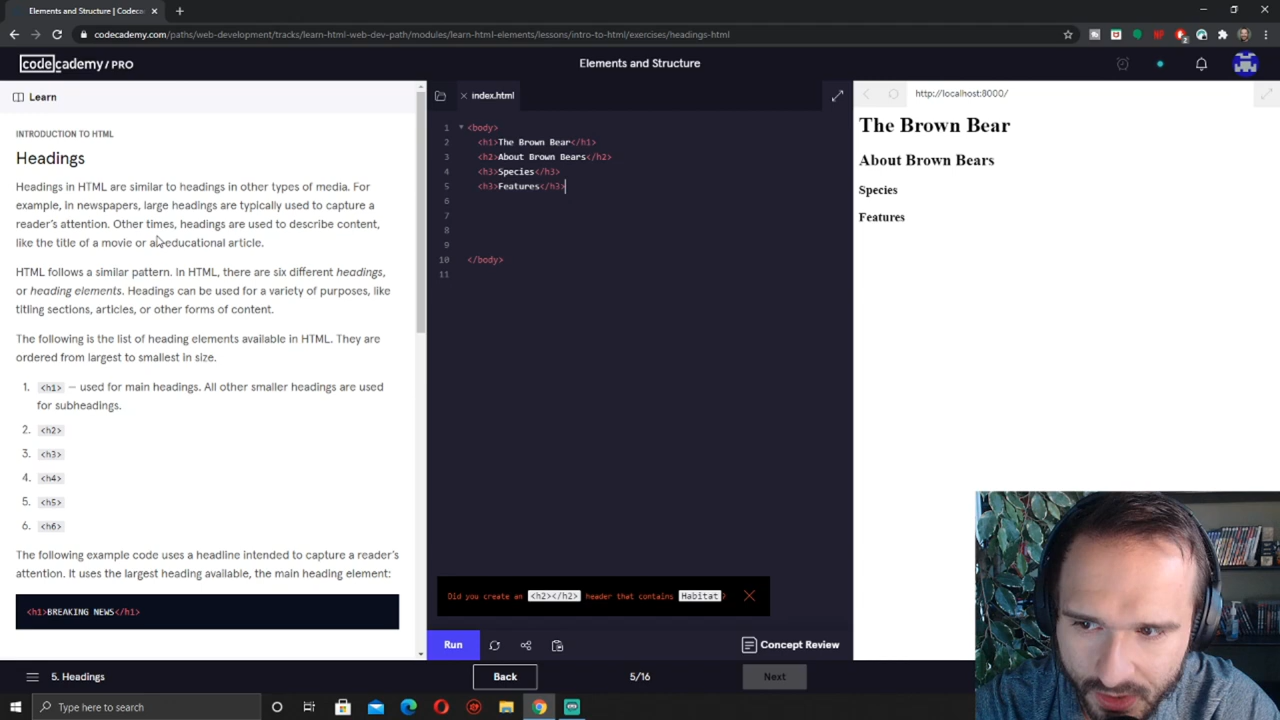 Elements and Structure | Codeca
codecademy.com/paths/web-development/tracks/learn-html-web-dev-path/modules/learn-html-elements/lessons/intro-to-html/exercises/headings-html
codecademy / PRO
Elements and Structure
Learn
index.html
http://localhost:8000/
INTRODUCTION TO HTML
Headings
Headings in HTML are similar to headings in other types of media. For
example, in newspapers, large headings are typically used to capture a
reader's attention. Other times, headings are used to describe content,
like the title of a movie or an educational article.
HTML follows a similar pattern. In HTML, there are six different headings,
or heading elements. Headings can be used for a variety of purposes, like
titling sections, articles, or other forms of content.
The following is the list of heading elements available in HTML. They are
ordered from largest to smallest in size.
1. <h1> — used for main headings. All other smaller headings are used
for subheadings.
2. <h2>
3. <h3>
4. <h4>
5. <h5>
6. <h6>
The following example code uses a headline intended to capture a reader's
attention. It uses the largest heading available, the main heading element:
<h1>BREAKING NEWS</h1>
1 <body>
2 <h1>The Brown Bear</h1>
3 <h2>About Brown Bears</h2>
4 <h3>Species</h3>
5 <h3>Features</h3>
6
7
8
9
10 </body>
11
Did you create an <h2></h2> header that contains Habitat?
Run
Concept Review
The Brown Bear
About Brown Bears
Species
Features
5. Headings
Back
5/16
Next
Type here to search